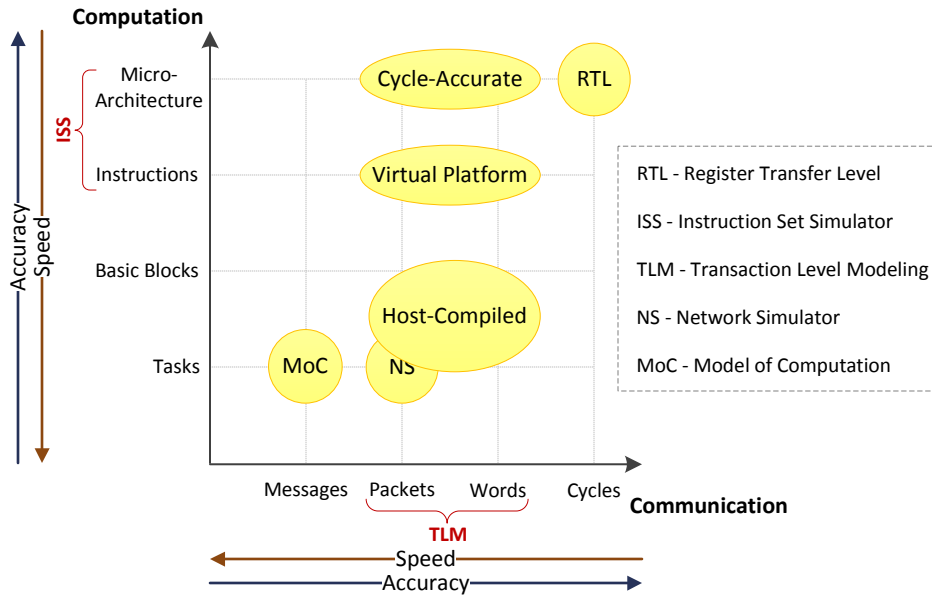 Computation
Micro-
Architecture
Instructions
Basic Blocks
Tasks
ISS
Accuracy
Speed
Cycle-Accurate
RTL
Virtual Platform
Host-Compiled
MoC
NS
RTL - Register Transfer Level
ISS - Instruction Set Simulator
TLM - Transaction Level Modeling
NS - Network Simulator
MoC - Model of Computation
Messages
Packets
Words
Cycles
Communication
TLM
Speed
Accuracy